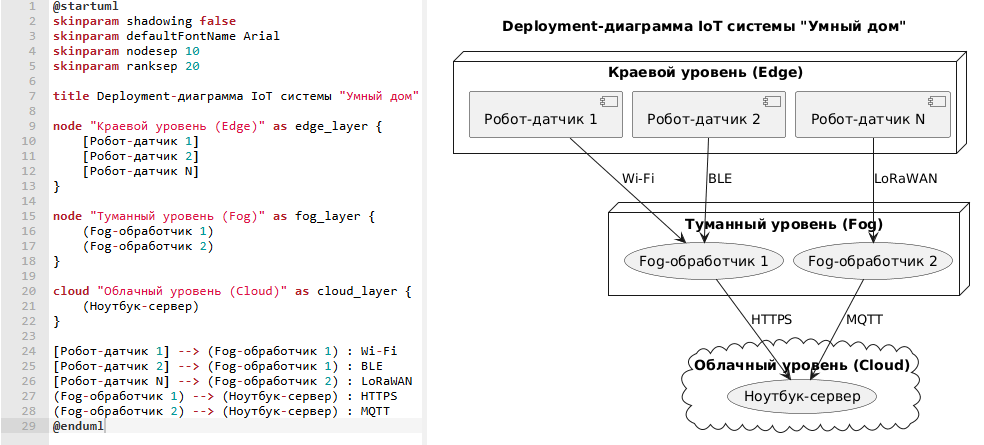 1 @startuml
2 skinparam shadowing false
3 skinparam defaultFontName Arial
4 skinparam nodesep 10
5 skinparam ranksep 20
6
7 title Deployment-диаграмма IoT системы "Умный дом"
8
9 node "Краевой уровень (Edge)" as edge_layer {
10 [Робот-датчик 1]
11 [Робот-датчик 2]
12 [Робот-датчик N]
13 }
14
15 node "Туманный уровень (Fog)" as fog_layer {
16 (Fog-обработчик 1)
17 (Fog-обработчик 2)
18 }
19
20 cloud "Облачный уровень (Cloud)" as cloud_layer {
21 (Ноутбук-сервер)
22 }
23
24 [Робот-датчик 1] --> (Fog-обработчик 1) : Wi-Fi
25 [Робот-датчик 2] --> (Fog-обработчик 1) : BLE
26 [Робот-датчик N] --> (Fog-обработчик 2) : LoRaWAN
27 (Fog-обработчик 1) --> (Ноутбук-сервер) : HTTPS
28 (Fog-обработчик 2) --> (Ноутбук-сервер) : MQTT
29 @enduml
Deployment-диаграмма IoT системы "Умный дом"
Краевой уровень (Edge)
Робот-датчик 1
Робот-датчик 2
Робот-датчик N
Wi-Fi
BLE
LoRaWAN
Туманный уровень (Fog)
Fog-обработчик 1
Fog-обработчик 2
HTTPS
MQTT
Облачный уровень (Cloud)
Ноутбук-сервер